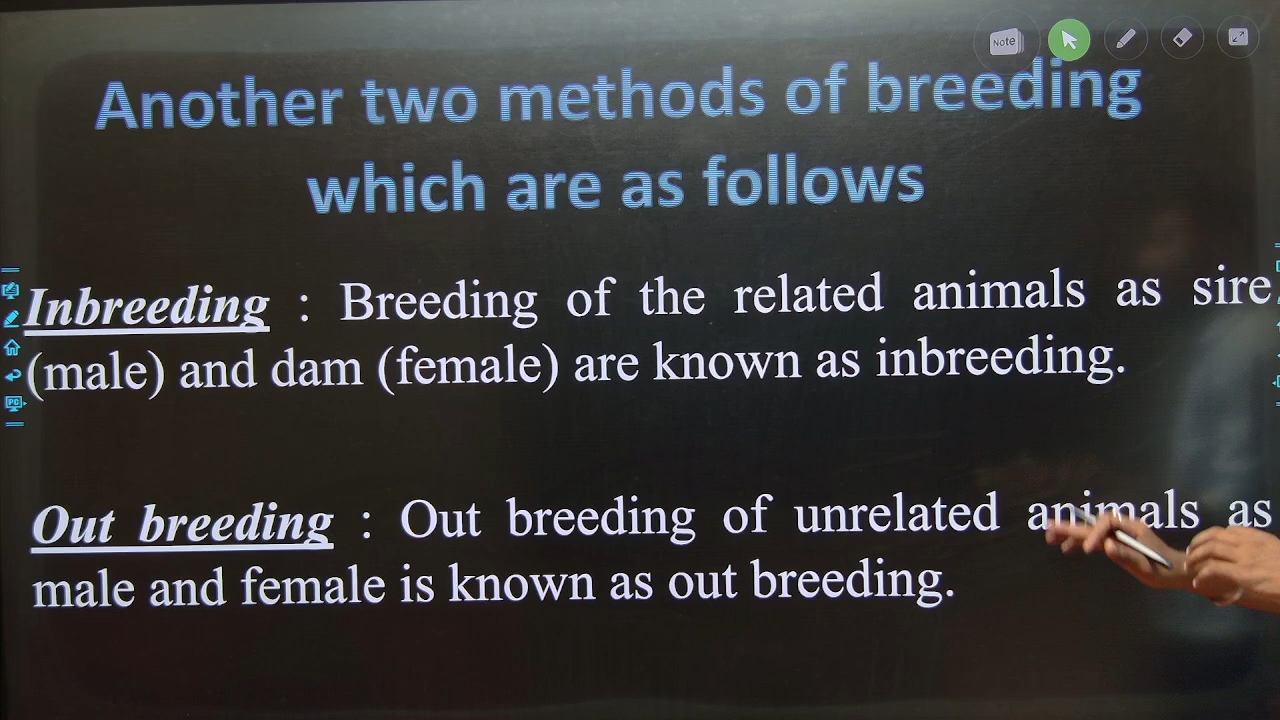 Note
Another two methods of breeding
which are as follows
Inbreeding : Breeding of the related animals as sire
(male) and dam (female) are known as inbreeding.
Out breeding : Out breeding of unrelated animals as
male and female is known as out breeding.